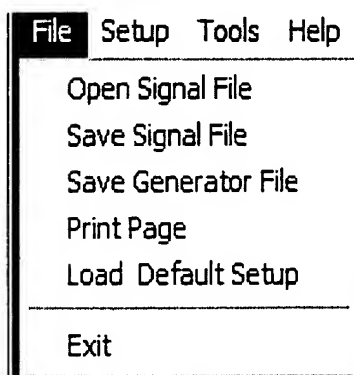 File Setup Tools Help
Open Signal File
Save Signal File
Save Generator File
Print Page
Load Default Setup
Exit